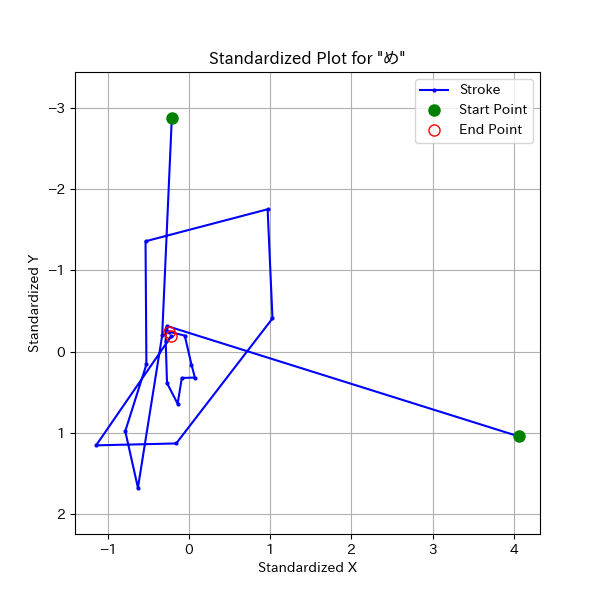 Standardized Plot for "め"
Stroke
Start Point
End Point
−3
−2
−1
0
1
2
Standardized Y
−1
0
1
2
3
4
Standardized X